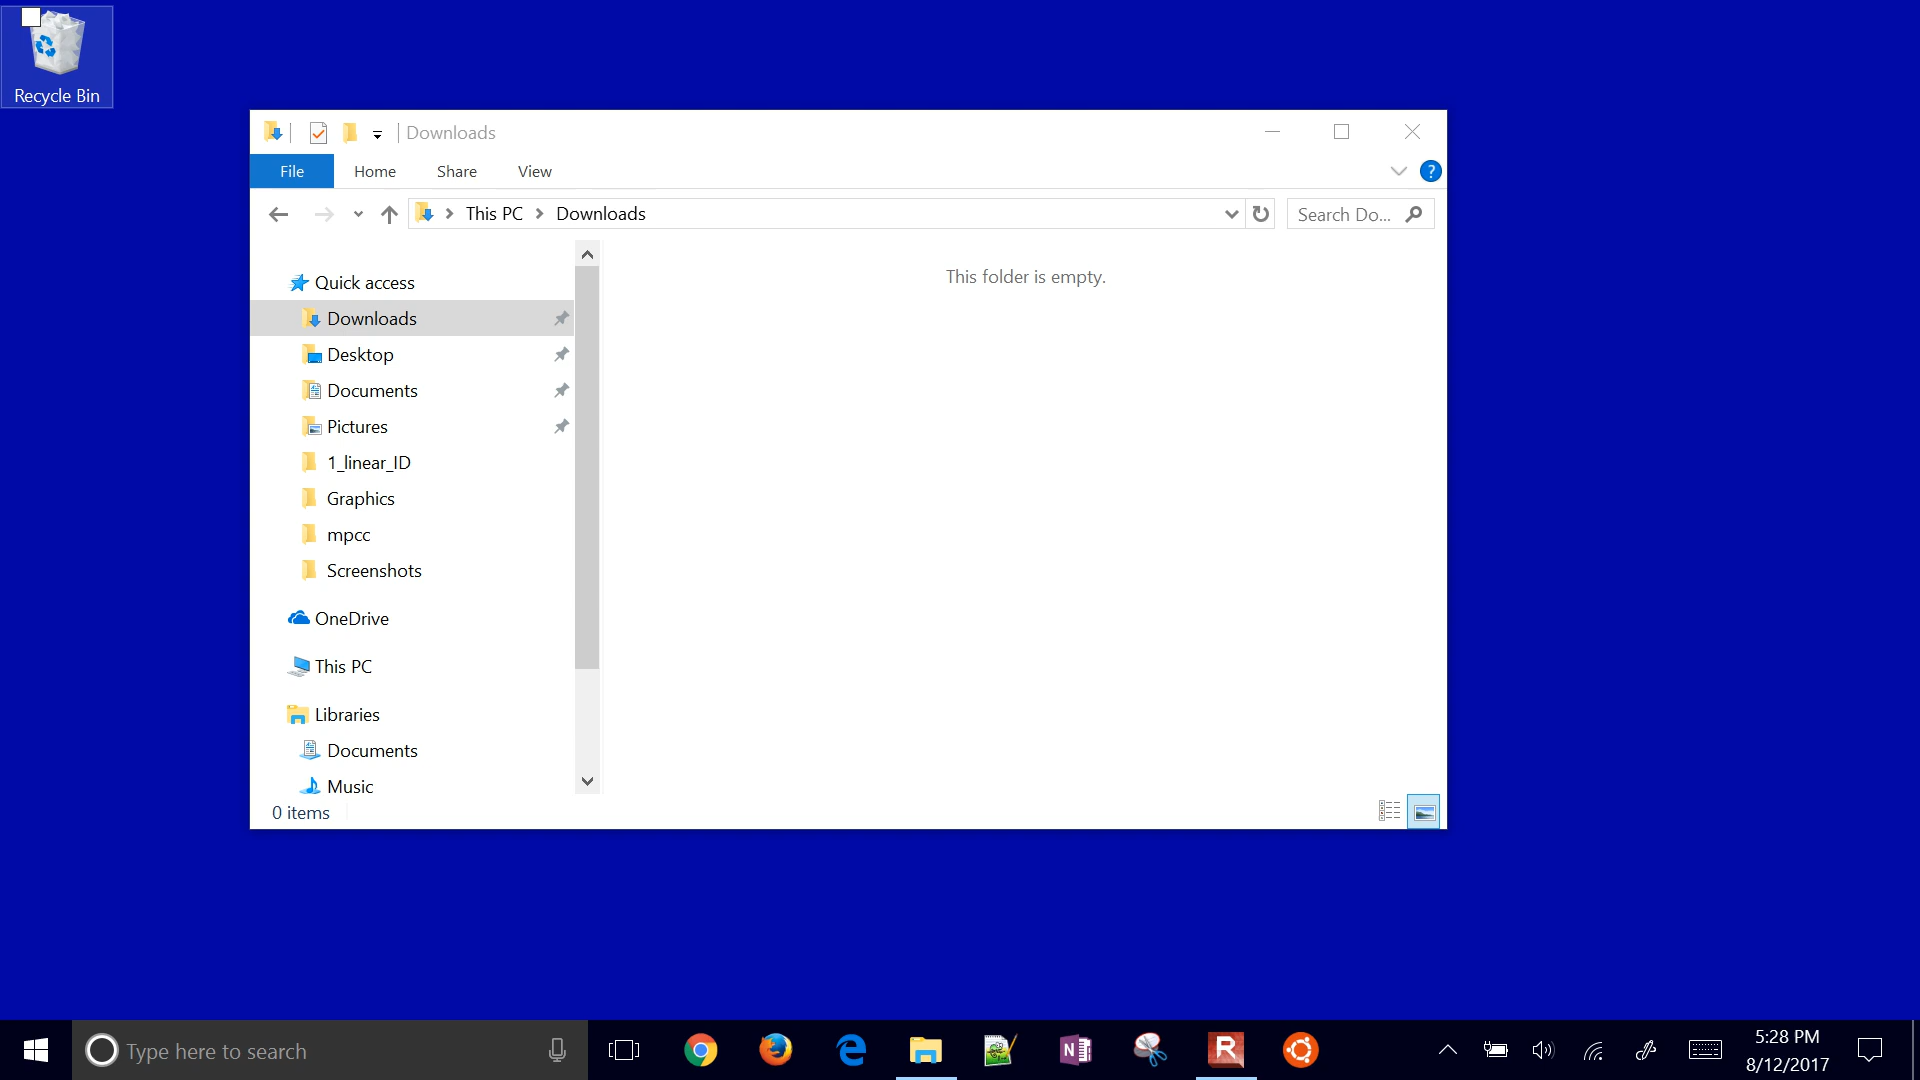 Recycle Bin
Downloads
File Home Share View
?
This PC Downloads
Search Do...
Quick access
Downloads
Desktop
Documents
Pictures
1_linear_ID
Graphics
mpcc
Screenshots
OneDrive
This PC
Libraries
Documents
Music
This folder is empty.
0 items
Type here to search
N
R
5:28 PM
8/12/2017